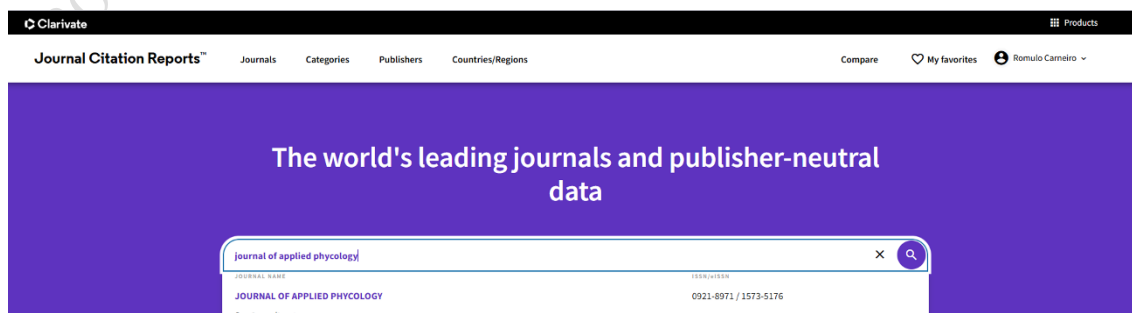 Clarivate
Products
Journal Citation Reports™
Journals
Categories
Publishers
Countries/Regions
Compare
My favorites
Romulo Carneiro
The world's leading journals and publisher-neutral
data
journal of applied phycology
JOURNAL NAME
ISSN/eISSN
JOURNAL OF APPLIED PHYCOLOGY
0921-8971 / 1573-5176